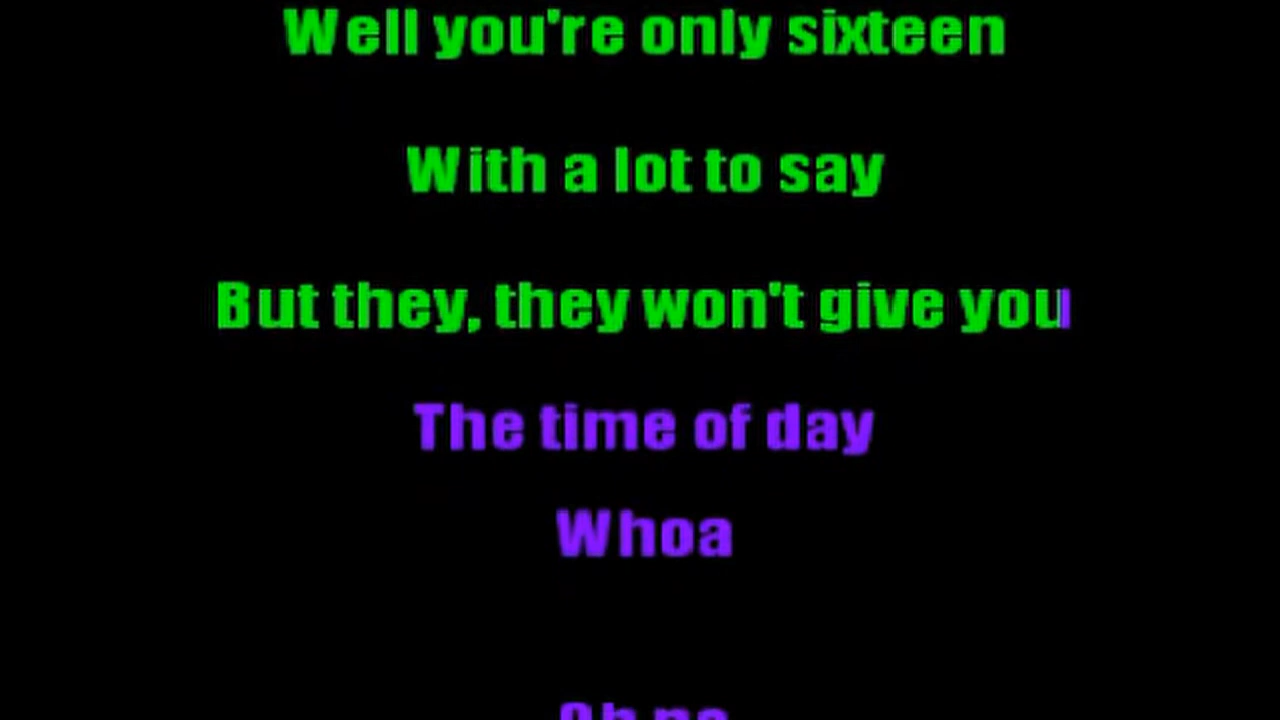 Well you're only sixteen
With a lot to say
But they, they won't give you
The time of day
Whoa
Oh no